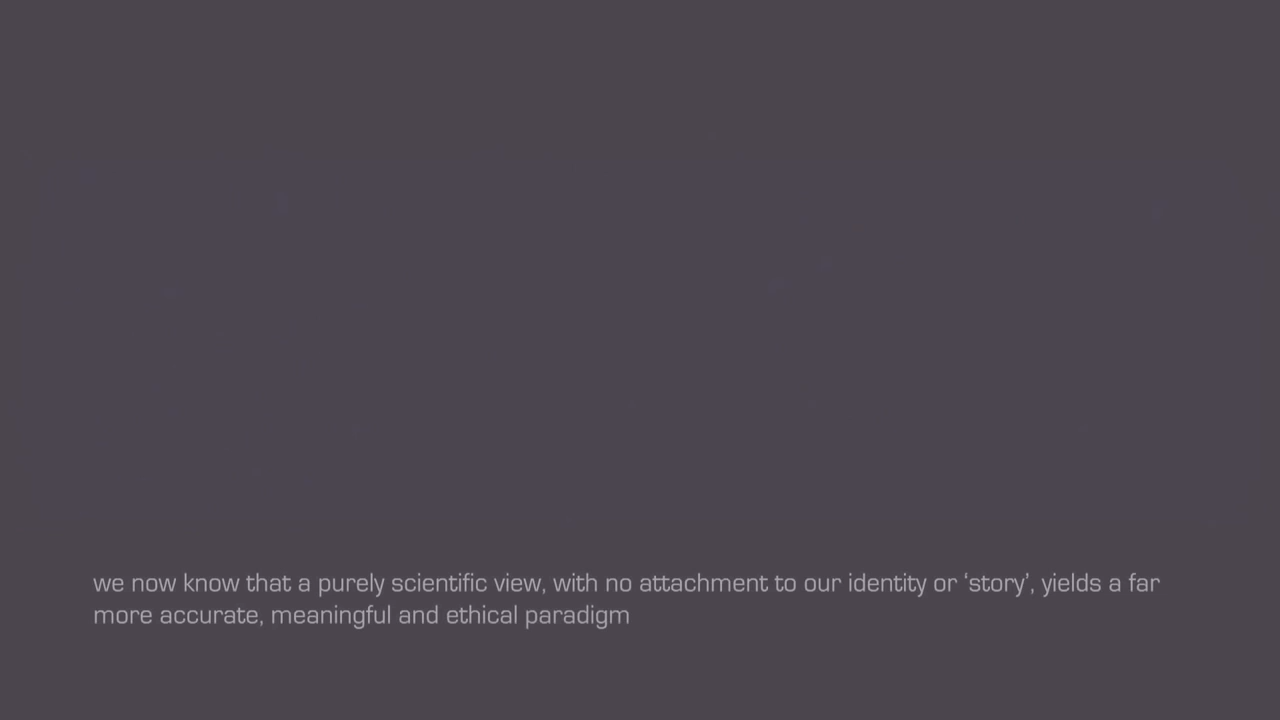 we now know that a purely scientific view, with no attachment to our identity or ‘story’, yields a far
more accurate, meaningful and ethical paradigm